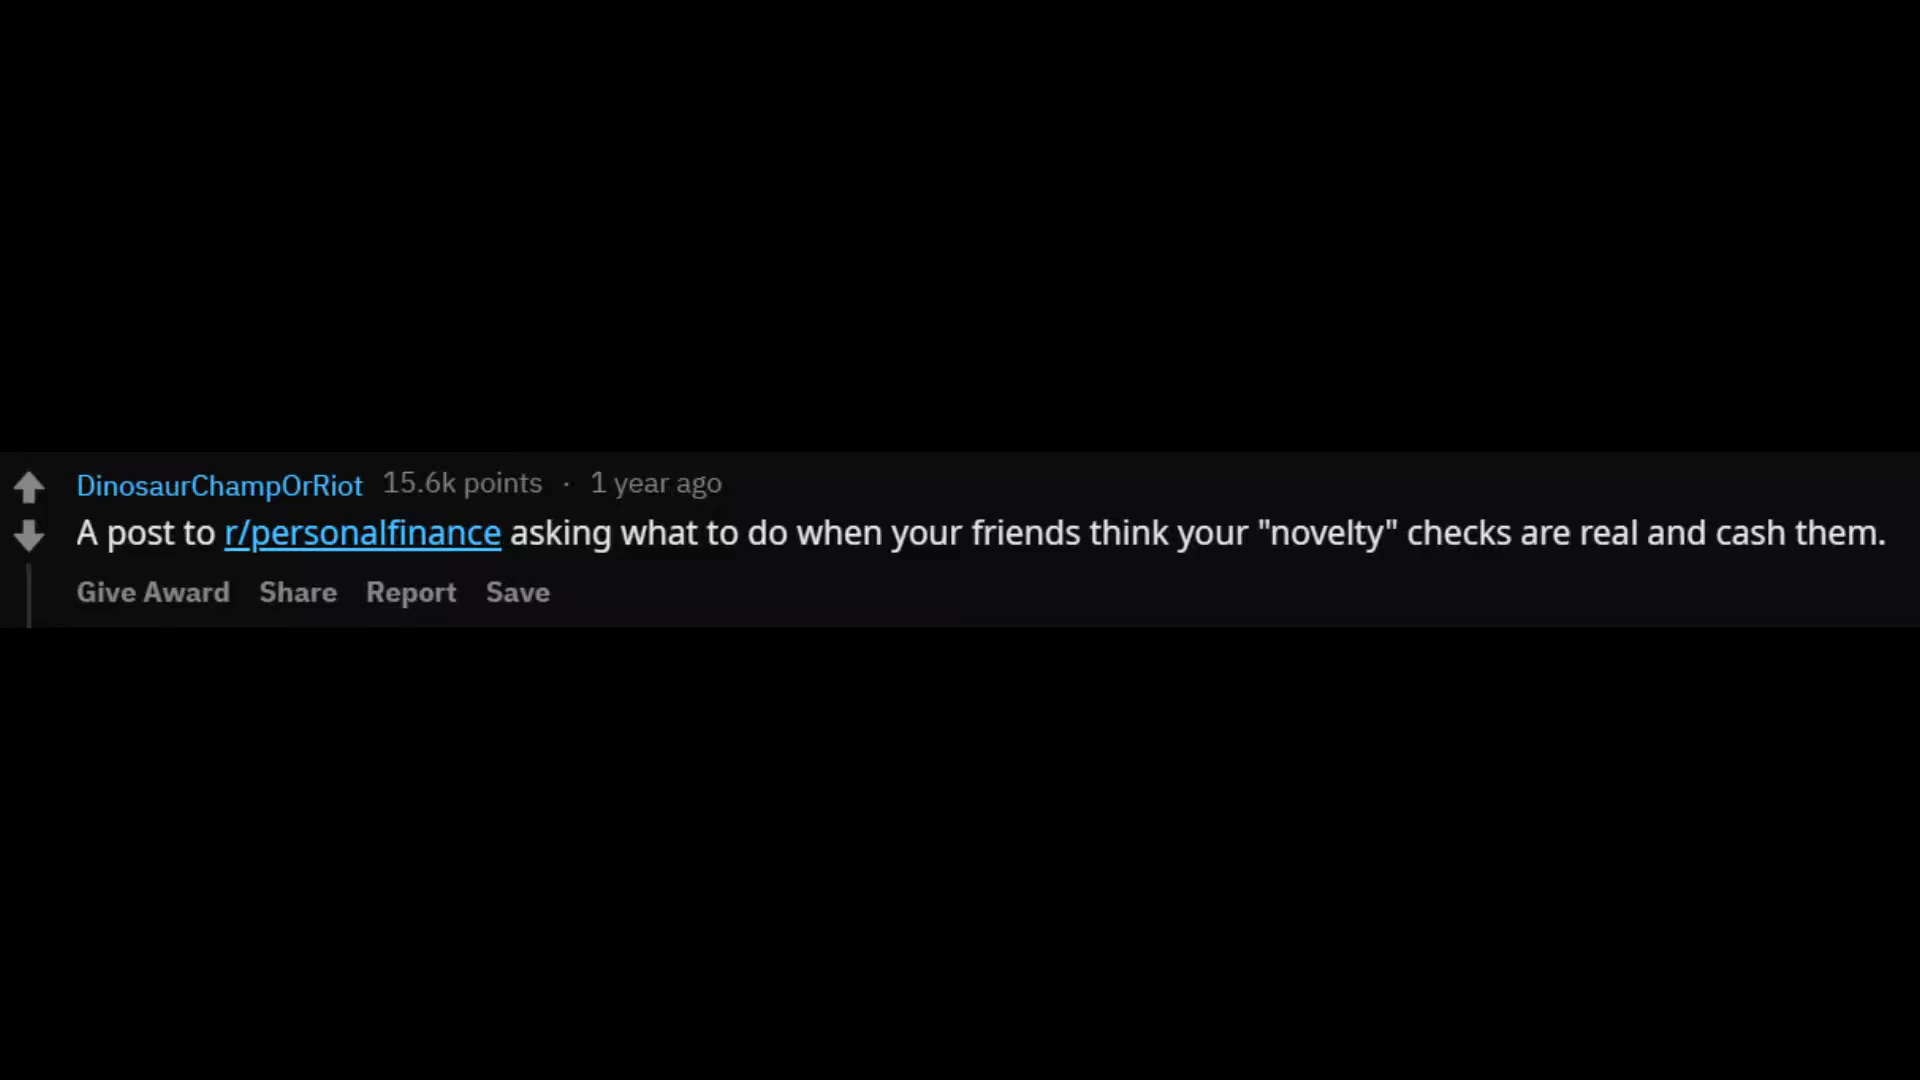 DinosaurChampOrRiot 15.6k points · 1 year ago
A post to r/personalfinance asking what to do when your friends think your "novelty" checks are real and cash them.
Give Award Share Report Save